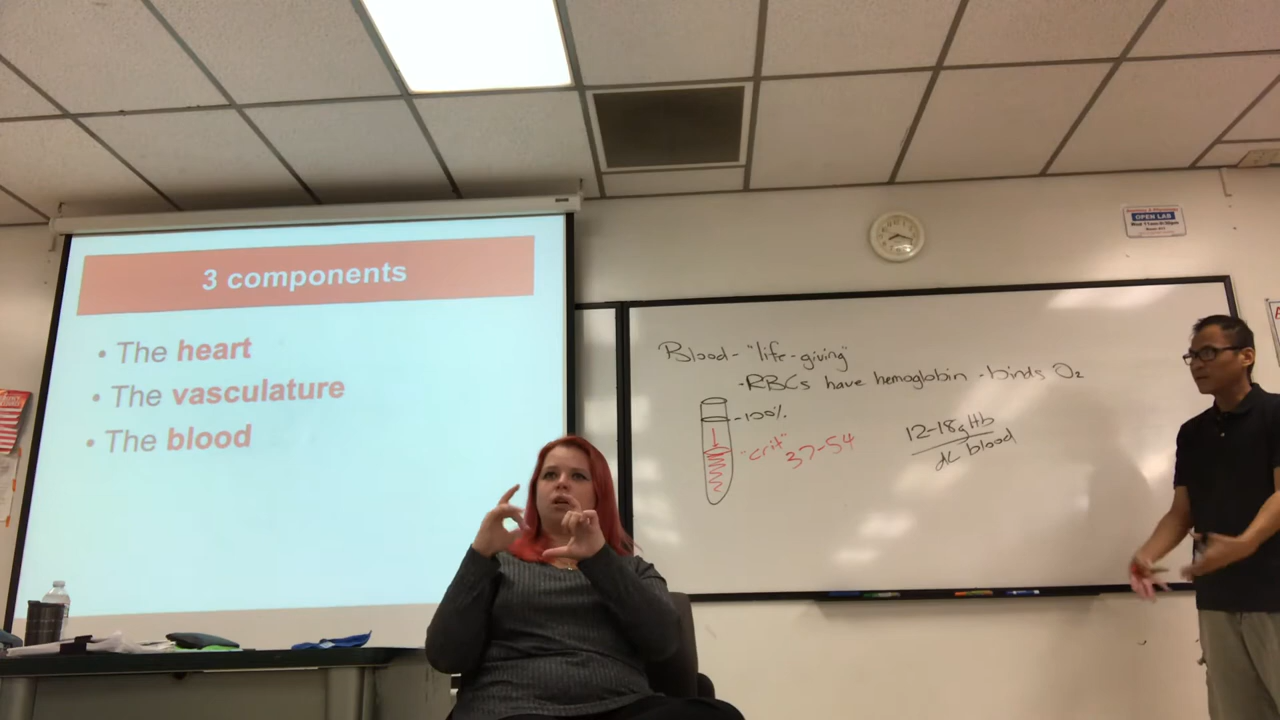 3 components
• The heart
• The vasculature
• The blood
Blood - "life-giving"
- RBCs have hemoglobin - binds O₂
- 100%
"crit" 37-54
12-18g Hb
dL blood
OPEN LAB